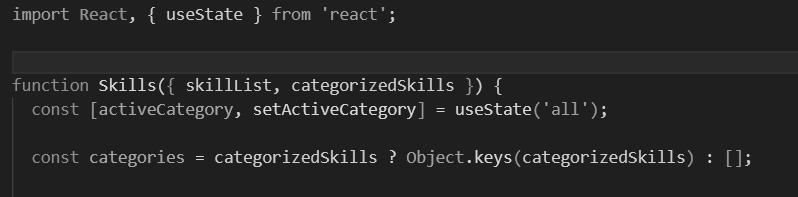 import React, { useState } from 'react';
function Skills({ skillList, categorizedSkills }) {
const [activeCategory, setActiveCategory] = useState('all');
const categories = categorizedSkills ? Object.keys(categorizedSkills) : [];